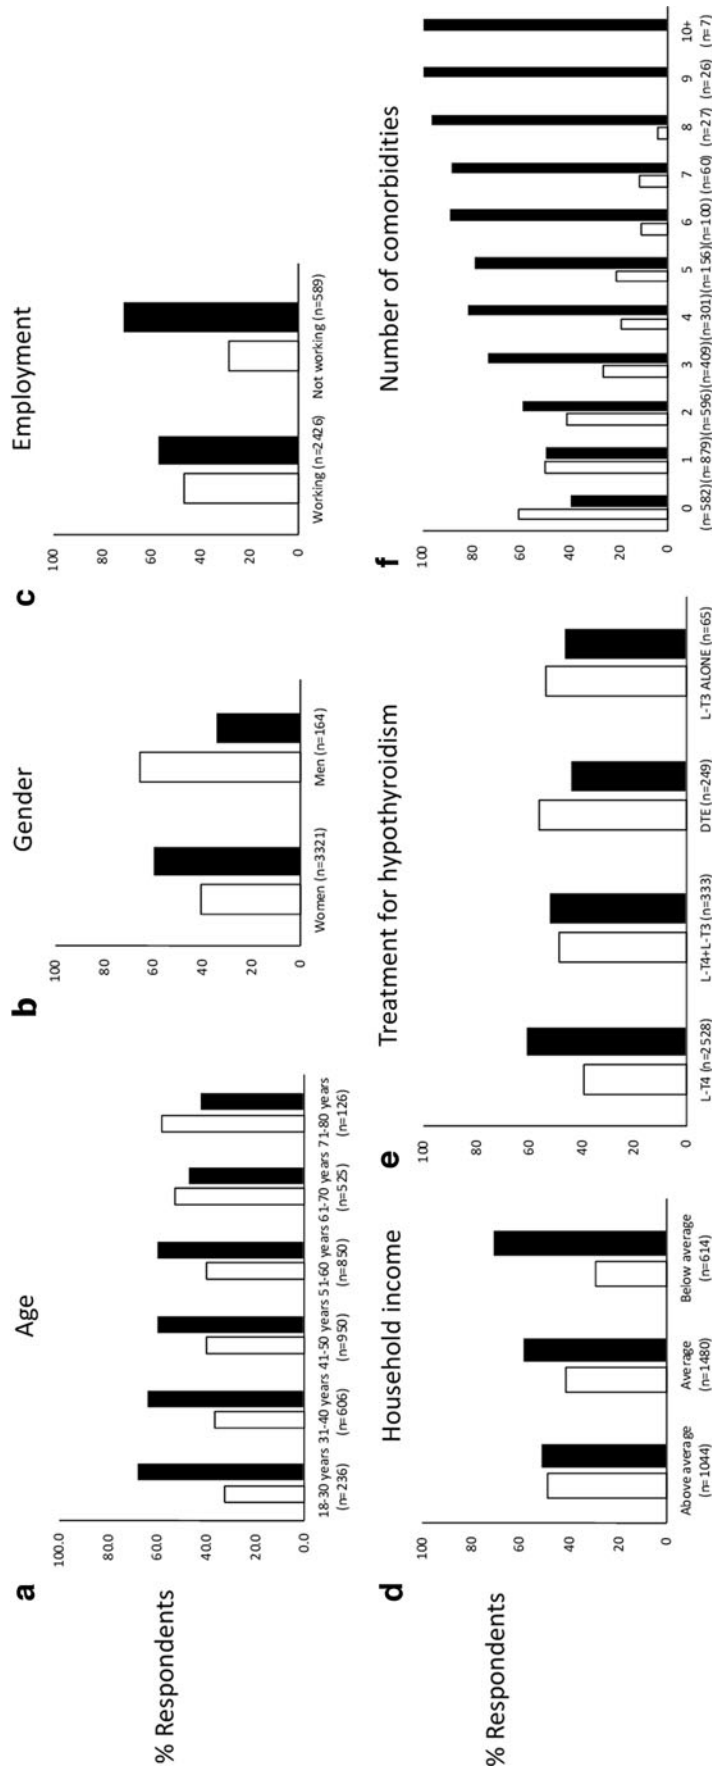 a
Age
% Respondents
100.0
80.0
60.0
40.0
20.0
0.0
18-30 years 31-40 years 41-50 years 51-60 years 61-70 years 71-80 years
(n=236) (n=606) (n=950) (n=850) (n=525) (n=126)
b
Gender
100
80
60
40
20
0
Women (n=3321) Men (n=164)
c
Employment
100
80
60
40
20
0
Working (n=2426) Not working (n=589)
d
Household income
% Respondents
100
80
60
40
20
0
Above average Average Below average
(n=1044) (n=1480) (n=614)
e
Treatment for hypothyroidism
100
80
60
40
20
0
L-T4 (n=2528) L-T4+L-T3 (n=333) DTE (n=249) L-T3 ALONE (n=65)
f
Number of comorbidities
100
80
60
40
20
0
0 1 2 3 4 5 6 7 8 9 10+
(n=582)(n=879)(n=596)(n=409)(n=301)(n=156)(n=100) (n=60) (n=27) (n=26) (n=7)